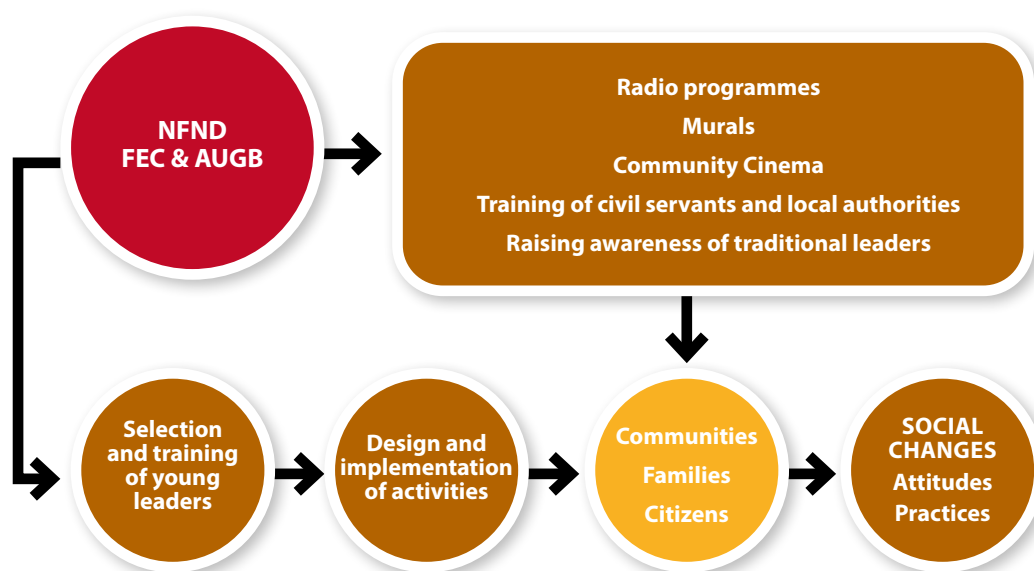 NFND
FEC & AUGB
Radio programmes
Murals
Community Cinema
Training of civil servants and local authorities
Raising awareness of traditional leaders
Selection
and training
of young
leaders
Design and
implementation
of activities
Communities
Families
Citizens
SOCIAL
CHANGES
Attitudes
Practices